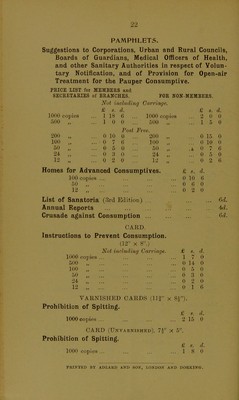 22
PAMPHLETS.
Suggestions to Corporations, Urban and Rural Councils,
Boards of Guardians, Medical Officers of Health,
and other Sanitary Authorities in respect of Volun-
tary Notification, and of Provision for Open-air
Treatment for the Pauper Consumptive.
PRICE LIST for MEMBERS and
SECRETARIES of BRANCHES. FOR NON-MEMBERS.
Not including Carriage.
£ s. d. £ s. d.
1000 copies 1 18 0 1000 copies 2 0 0
500 „ 1 0 0 500 „ 1 5 0
Post Free.
200 „ 0 10 0 200 „ 0 15 0
100 „ 0 7 6 100 „ 0 10 0
50 „ 0 5 0 50 „ 0 7 6
24 „ 0 3 0 24 „ 0 5 0
12 „ 0 2 0 12 „ 0 2 6
Homes for Advanced Consumptives. £ s. d.
100 copies 0 10 6
50 „ 0 6 0
12 „ 0 2 0
List of Sanatoria (3rd Edition) 6d.
Annual Reports 4d.
Crusade against Consumption 6d.
CARD.
Instructions to Prevent Consumption.
(12" × 8".)
Not including Carriage. £ s. d.
1000 copies 1 7 0
500 „ 0 14 0
100 „ 0 5 0
50 „ 0 3 0
24 „ 0 2 0
12 „ 0 1 0
VARNISHED CARDS (11¾" × 8¾").
Prohibition of Spitting.
£ s. d.
1000 copies 2 15 0
CARD (UNVARNISHED), 7½" × 5".
Prohibition of Spitting.
£ s. d.
1000 copies 1 8 0
PRINTED BY ADLARD AND SON, LONDON AND DORKING.